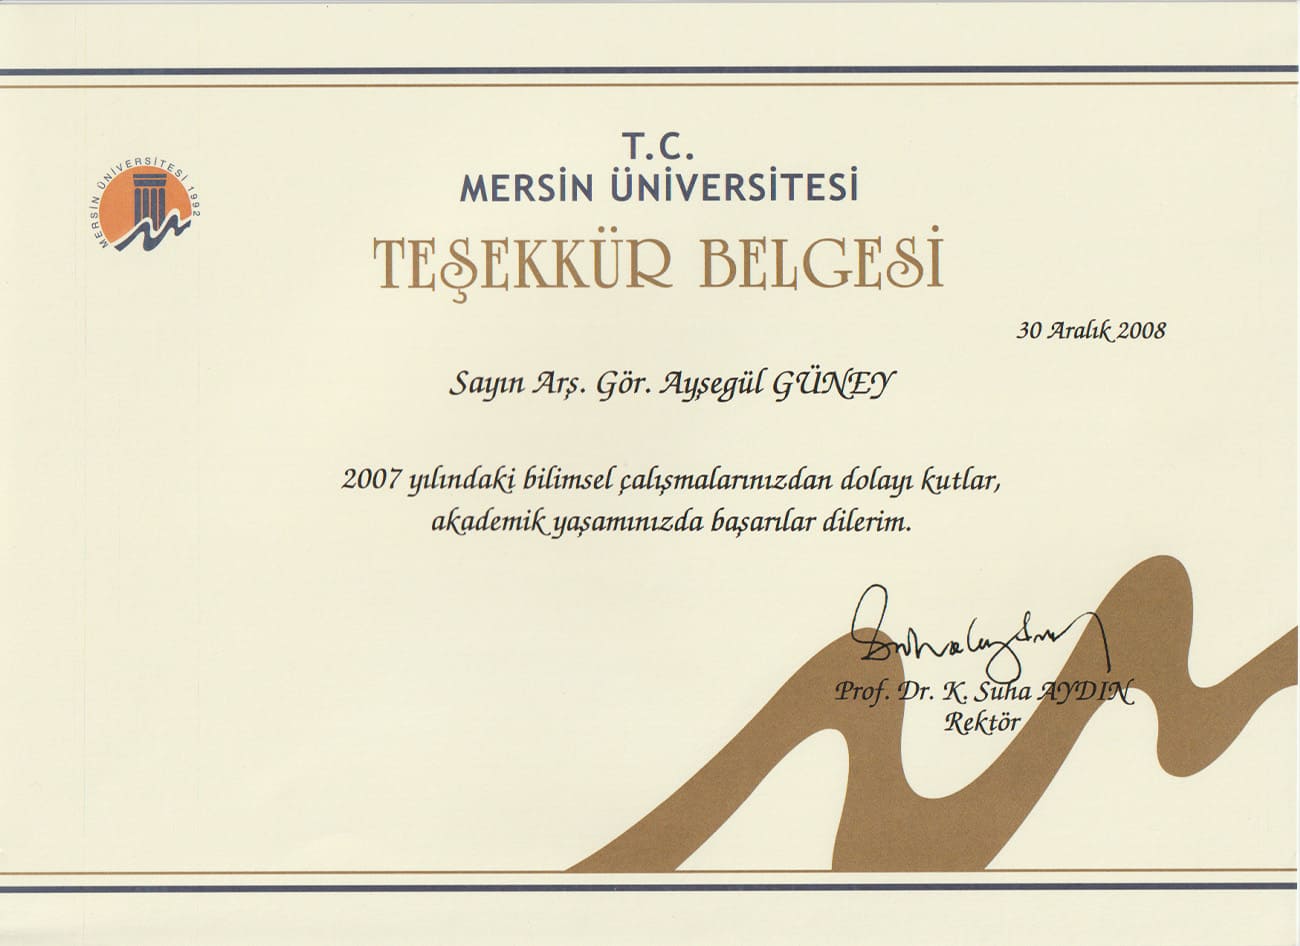 T.C.
MERSİN ÜNİVERSİTESİ
MERSİN ÜNİVERSİTESİ 1992
TEŞEKKÜR BELGESİ
30 Aralık 2008
Sayın Arş. Gör. Ayşegül GÜNEY
2007 yılındaki bilimsel çalışmalarınızdan dolayı kutlar,
akademik yaşamınızda başarılar dilerim.
Prof. Dr. K. Suha AYDIN
Rektör